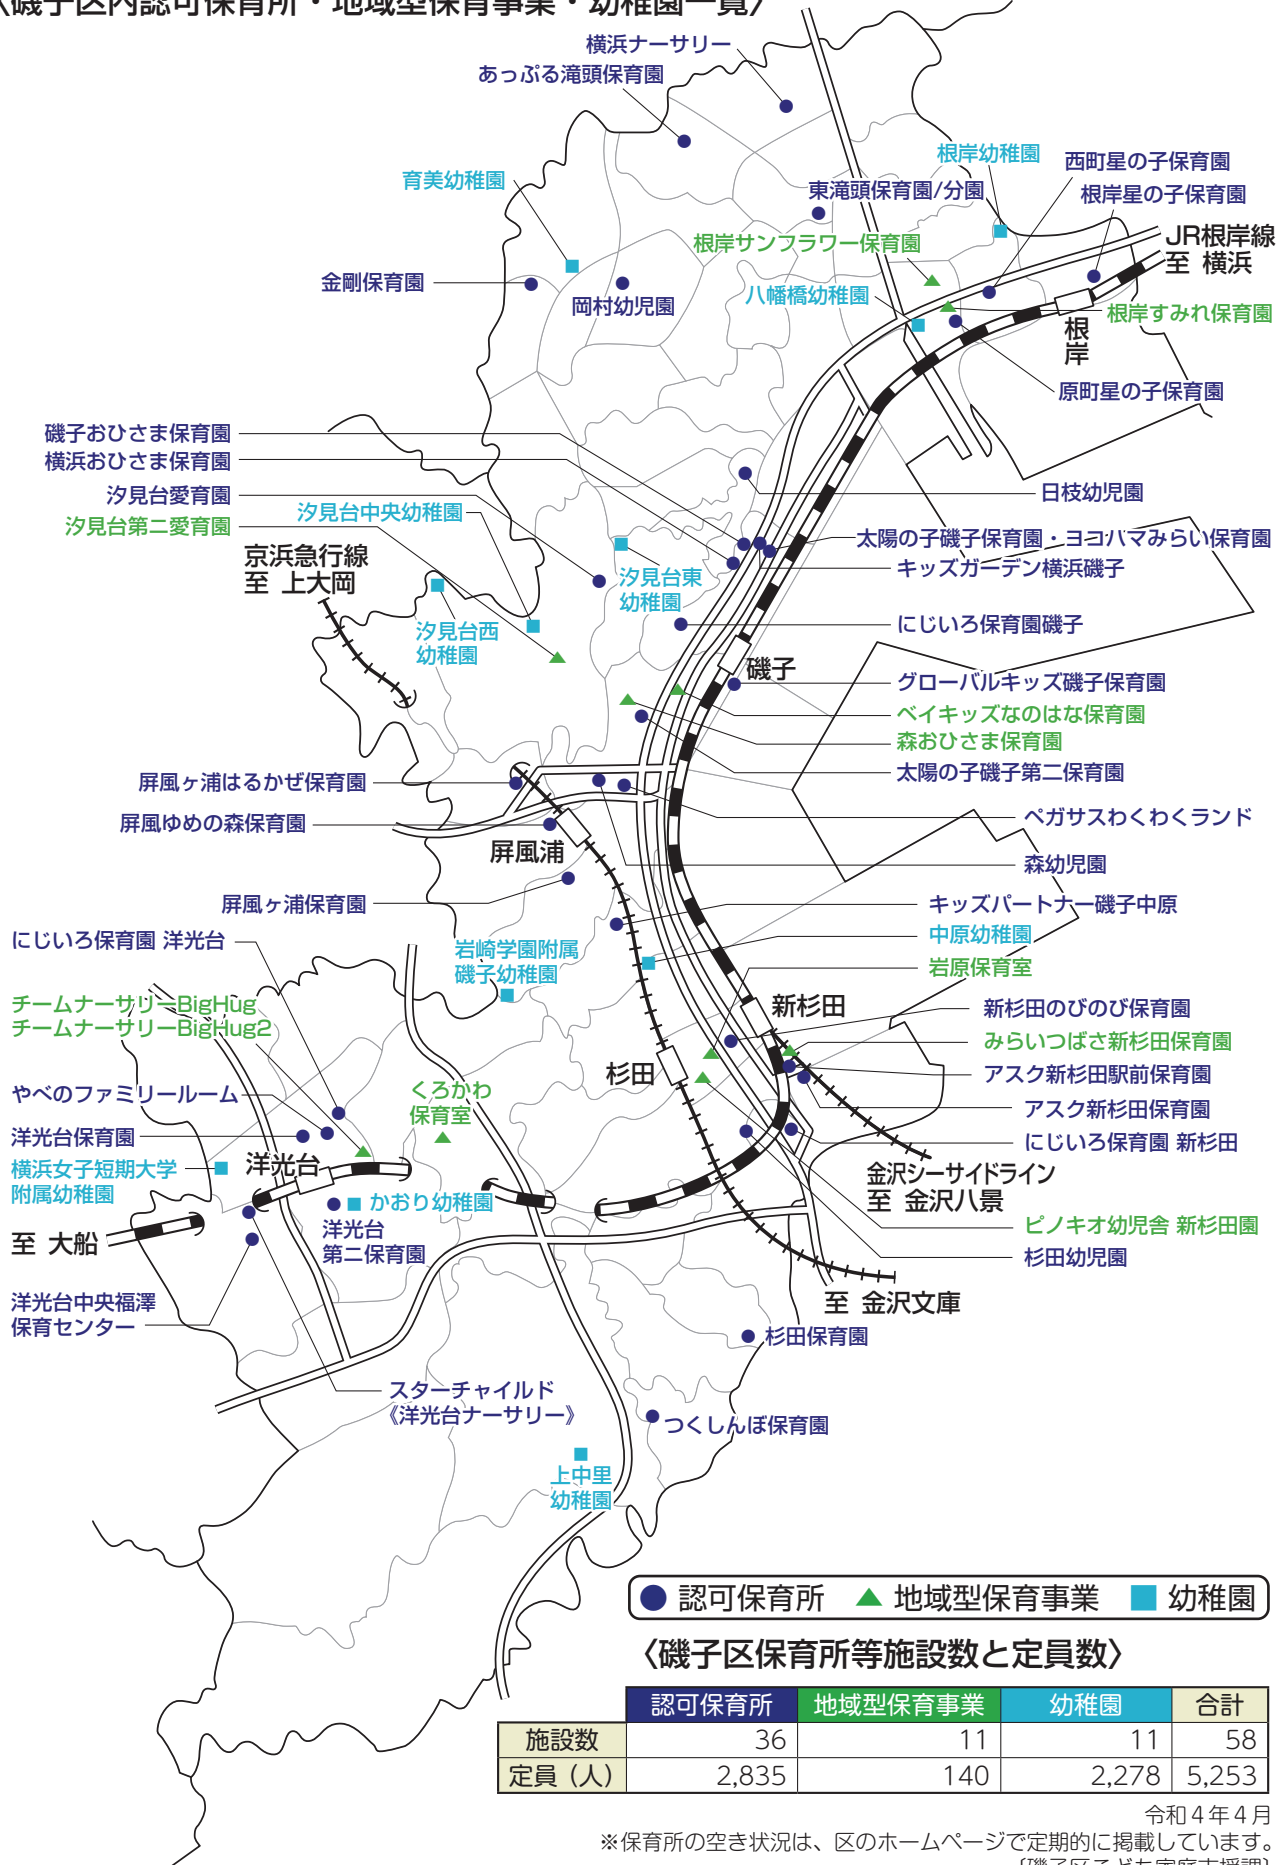 〈磯子区内認可保育所・地域型保育事業・幼稚園一覧〉
横浜ナーサリー
あっぷる滝頭保育園
根岸幼稚園
西町星の子保育園
育美幼稚園
東滝頭保育園/分園
根岸星の子保育園
根岸サンフラワー保育園
JR根岸線
至 横浜
金剛保育園
岡村幼児園
八幡橋幼稚園
根岸すみれ保育園
根岸
原町星の子保育園
磯子おひさま保育園
横浜おひさま保育園
汐見台愛育園
日枝幼児園
汐見台中央幼稚園
汐見台第二愛育園
太陽の子磯子保育園・ヨコハマみらい保育園
京浜急行線
至 上大岡
キッズガーデン横浜磯子
汐見台東
幼稚園
汐見台西
幼稚園
にじいろ保育園磯子
磯子
グローバルキッズ磯子保育園
ベイキッズなのはな保育園
森おひさま保育園
太陽の子磯子第二保育園
屏風ヶ浦はるかぜ保育園
屏風ゆめの森保育園
ペガサスわくわくランド
屏風浦
森幼児園
屏風ヶ浦保育園
キッズパートナー磯子中原
にじいろ保育園 洋光台
中原幼稚園
岩崎学園附属
磯子幼稚園
岩原保育室
チームナーサリーBigHug
チームナーサリーBigHug2
新杉田
新杉田のびのび保育園
みらいつばさ新杉田保育園
杉田
アスク新杉田駅前保育園
やべのファミリールーム
くろかわ
保育室
アスク新杉田保育園
洋光台保育園
にじいろ保育園 新杉田
横浜女子短期大学
附属幼稚園
洋光台
金沢シーサイドライン
至 金沢八景
かおり幼稚園
洋光台
第二保育園
ピノキオ幼児舎 新杉田園
至 大船
杉田幼児園
洋光台中央福澤
保育センター
至 金沢文庫
杉田保育園
スターチャイルド
《洋光台ナーサリー》
つくしんぼ保育園
上中里
幼稚園
認可保育所 地域型保育事業 幼稚園
〈磯子区保育所等施設数と定員数〉
認可保育所 地域型保育事業 幼稚園 合計
施設数 36 11 11 58
定員（人） 2,835 140 2,278 5,253
令和４年４月
※保育所の空き状況は、区のホームページで定期的に掲載しています。
〔磯子区こども家庭支援課〕